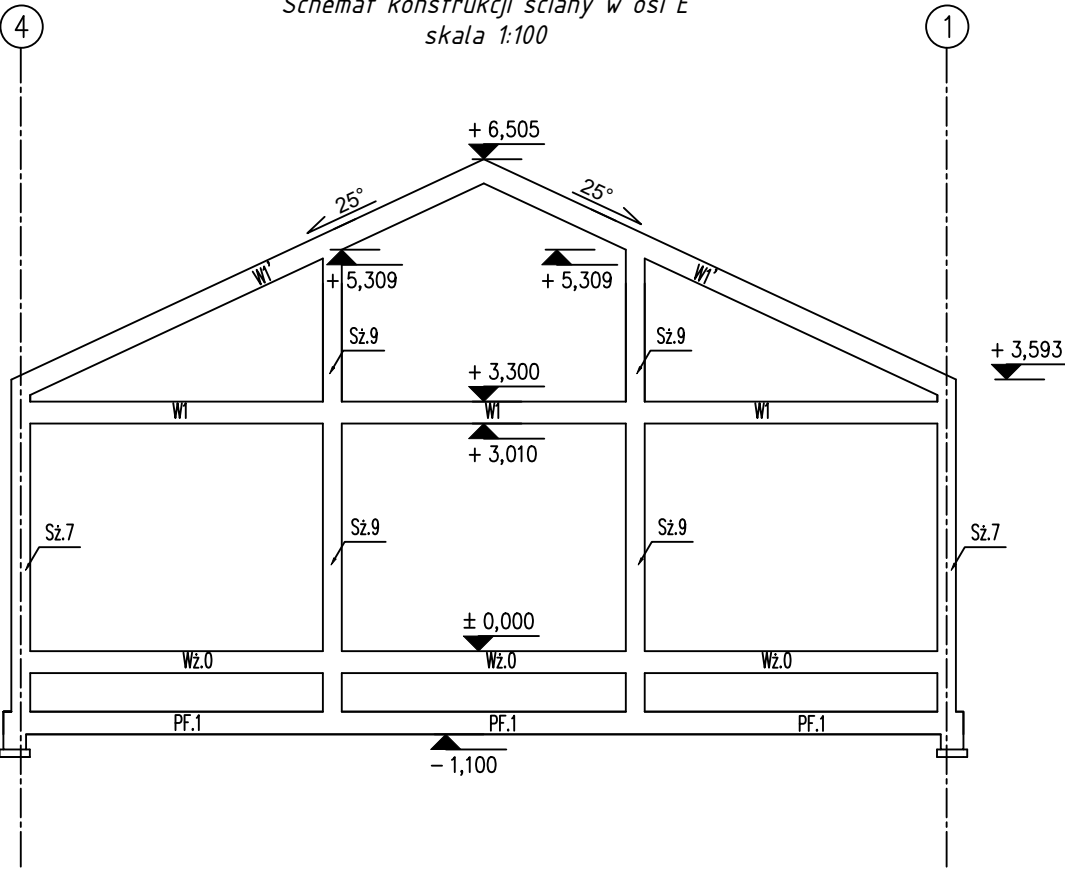 Schemat konstrukcji ściany w osi E
skala 1:100
4
1
+ 6,505
25°
25°
W1'
W1'
+ 5,309
+ 5,309
Sż.9
Sż.9
+ 3,593
+ 3,300
W1
W1
W1
+ 3,010
Sż.7
Sż.9
Sż.9
Sż.7
± 0,000
Wż.0
Wż.0
Wż.0
PF.1
PF.1
PF.1
– 1,100